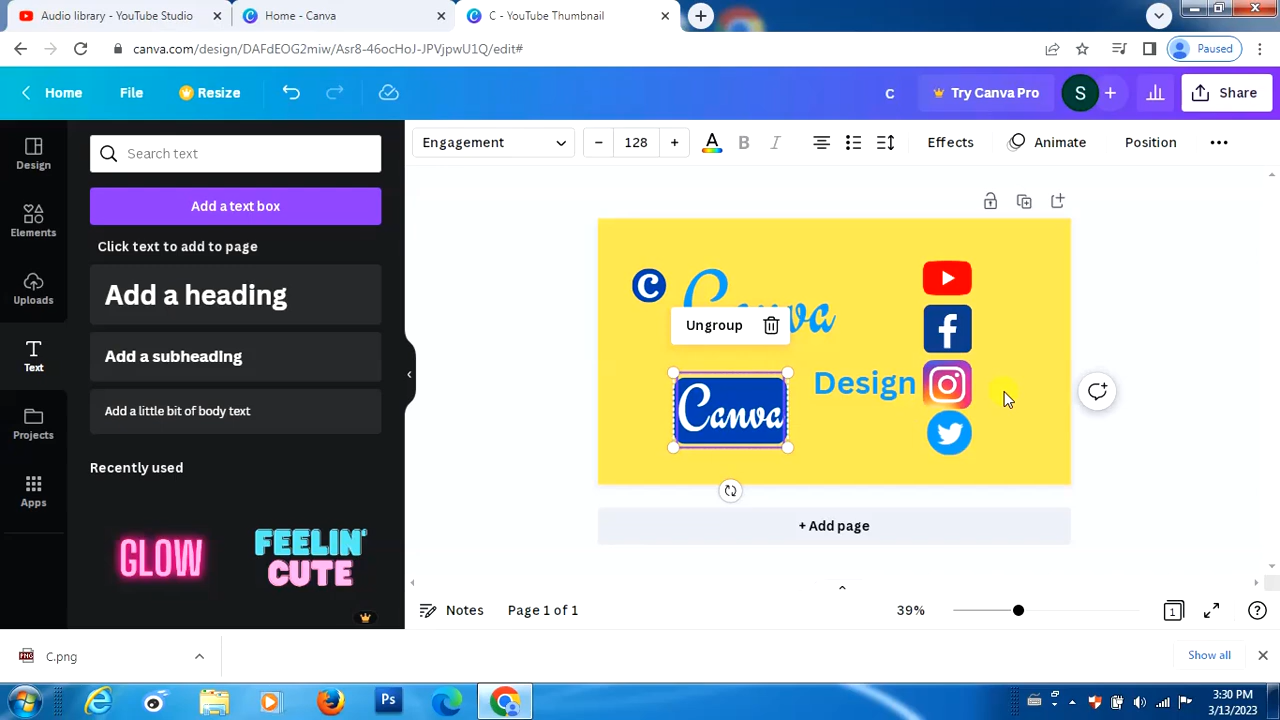 Audio library - YouTube Studio
Home - Canva
C - YouTube Thumbnail
canva.com/design/DAFdEOG2miw/Asr8-46ocHoJ-JPVjpwU1Q/edit#
Paused
Home
File
Resize
C
Try Canva Pro
S
Share
Engagement
128
A
B
I
Effects
Animate
Position
Design
Elements
Uploads
Text
Projects
Apps
Search text
Add a text box
Click text to add to page
Add a heading
Add a subheading
Add a little bit of body text
Recently used
GLOW
FEELIN'
CUTE
C
Canva
Ungroup
Canva
Design
+ Add page
Notes
Page 1 of 1
39%
1
C.png
Show all
Ps
3:30 PM
3/13/2023